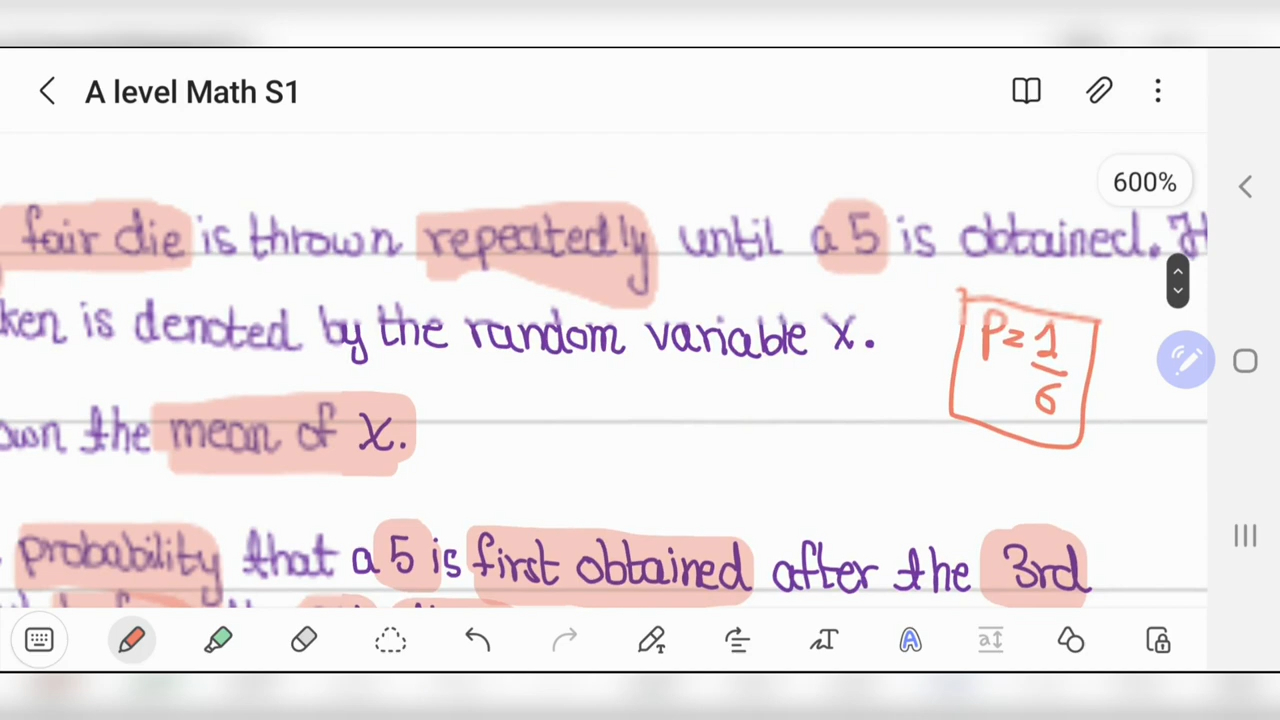 A level Math S1
600%
fair die is thrown repeatedly until a 5 is obtained.
ken is denoted by the random variable X.
P = 1/6
own the mean of X.
probability that a 5 is first obtained after the 3rd